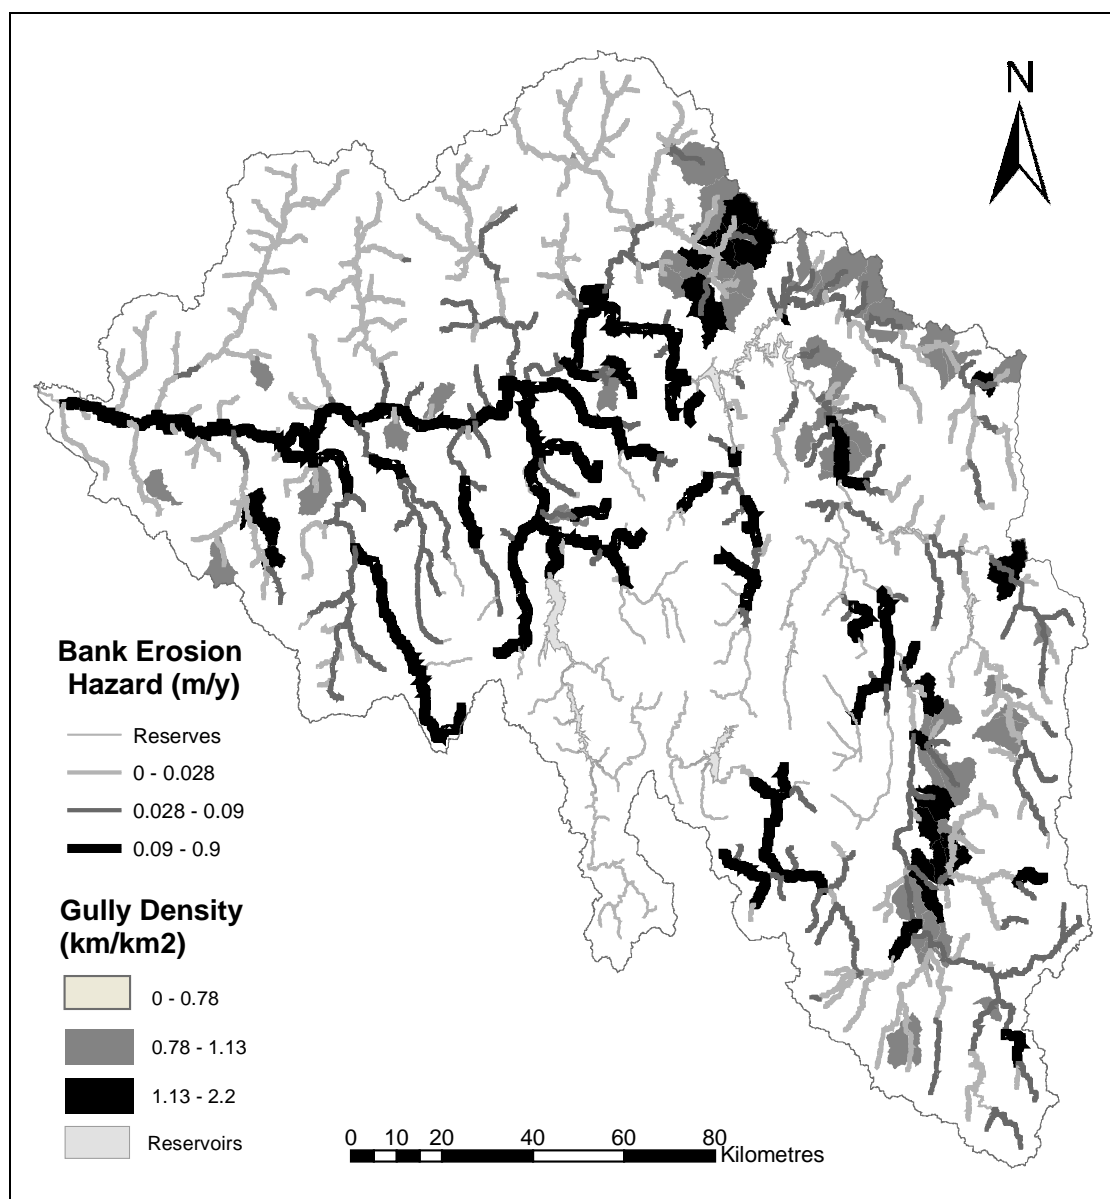 N
Bank Erosion
Hazard (m/y)
Reserves
0 - 0.028
0.028 - 0.09
0.09 - 0.9
Gully Density
(km/km2)
0 - 0.78
0.78 - 1.13
1.13 - 2.2
Reservoirs
0 10 20 40 60 80
Kilometres